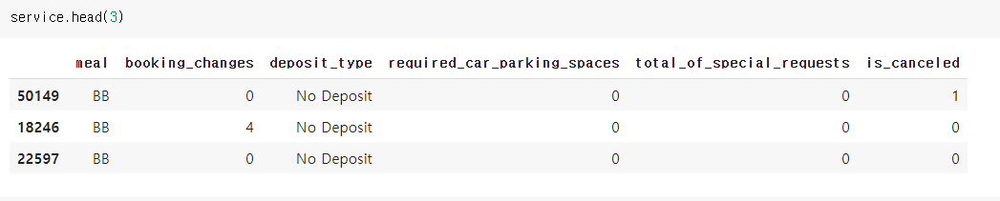 service.head(3)
meal booking_changes deposit_type required_car_parking_spaces total_of_special_requests is_canceled
50149 BB 0 No Deposit 0 0 1
18246 BB 4 No Deposit 0 0 0
22597 BB 0 No Deposit 0 0 0